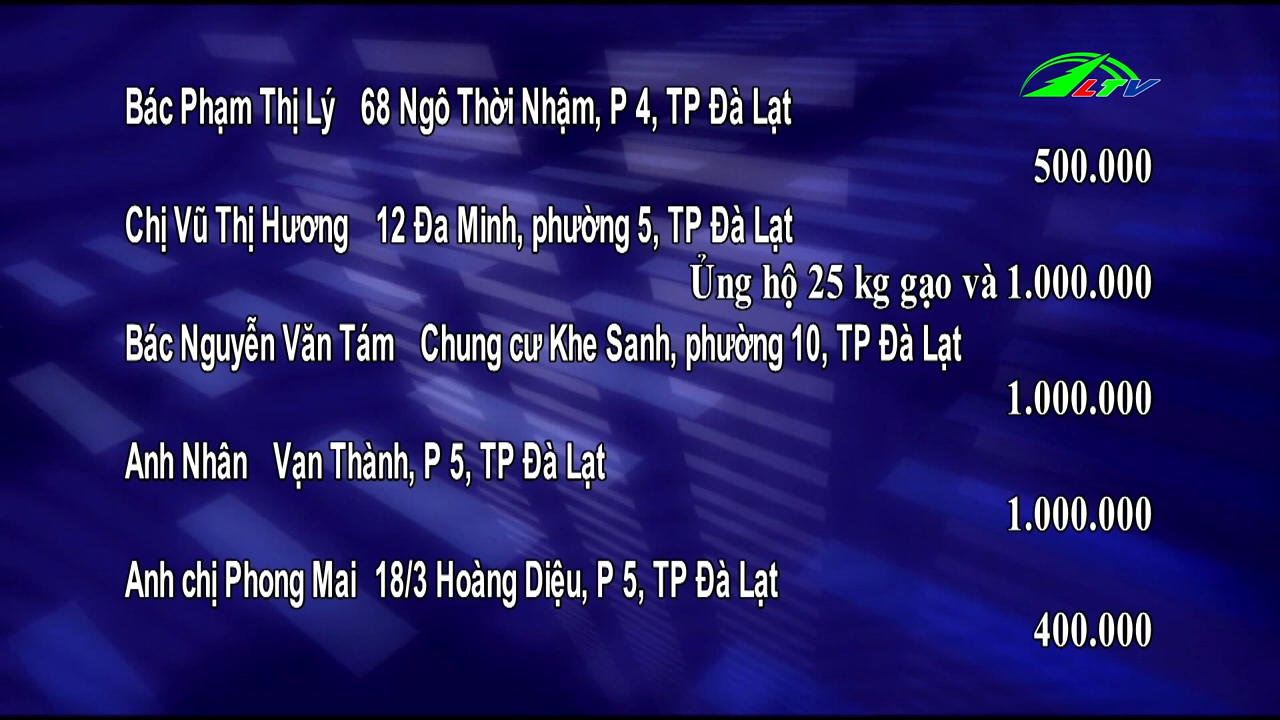 LTV
Bác Phạm Thị Lý 68 Ngô Thời Nhậm, P 4, TP Đà Lạt
500.000
Chị Vũ Thị Hương 12 Đa Minh, phường 5, TP Đà Lạt
Ủng hộ 25 kg gạo và 1.000.000
Bác Nguyễn Văn Tám Chung cư Khe Sanh, phường 10, TP Đà Lạt
1.000.000
Anh Nhân Vạn Thành, P 5, TP Đà Lạt
1.000.000
Anh chị Phong Mai 18/3 Hoàng Diệu, P 5, TP Đà Lạt
400.000